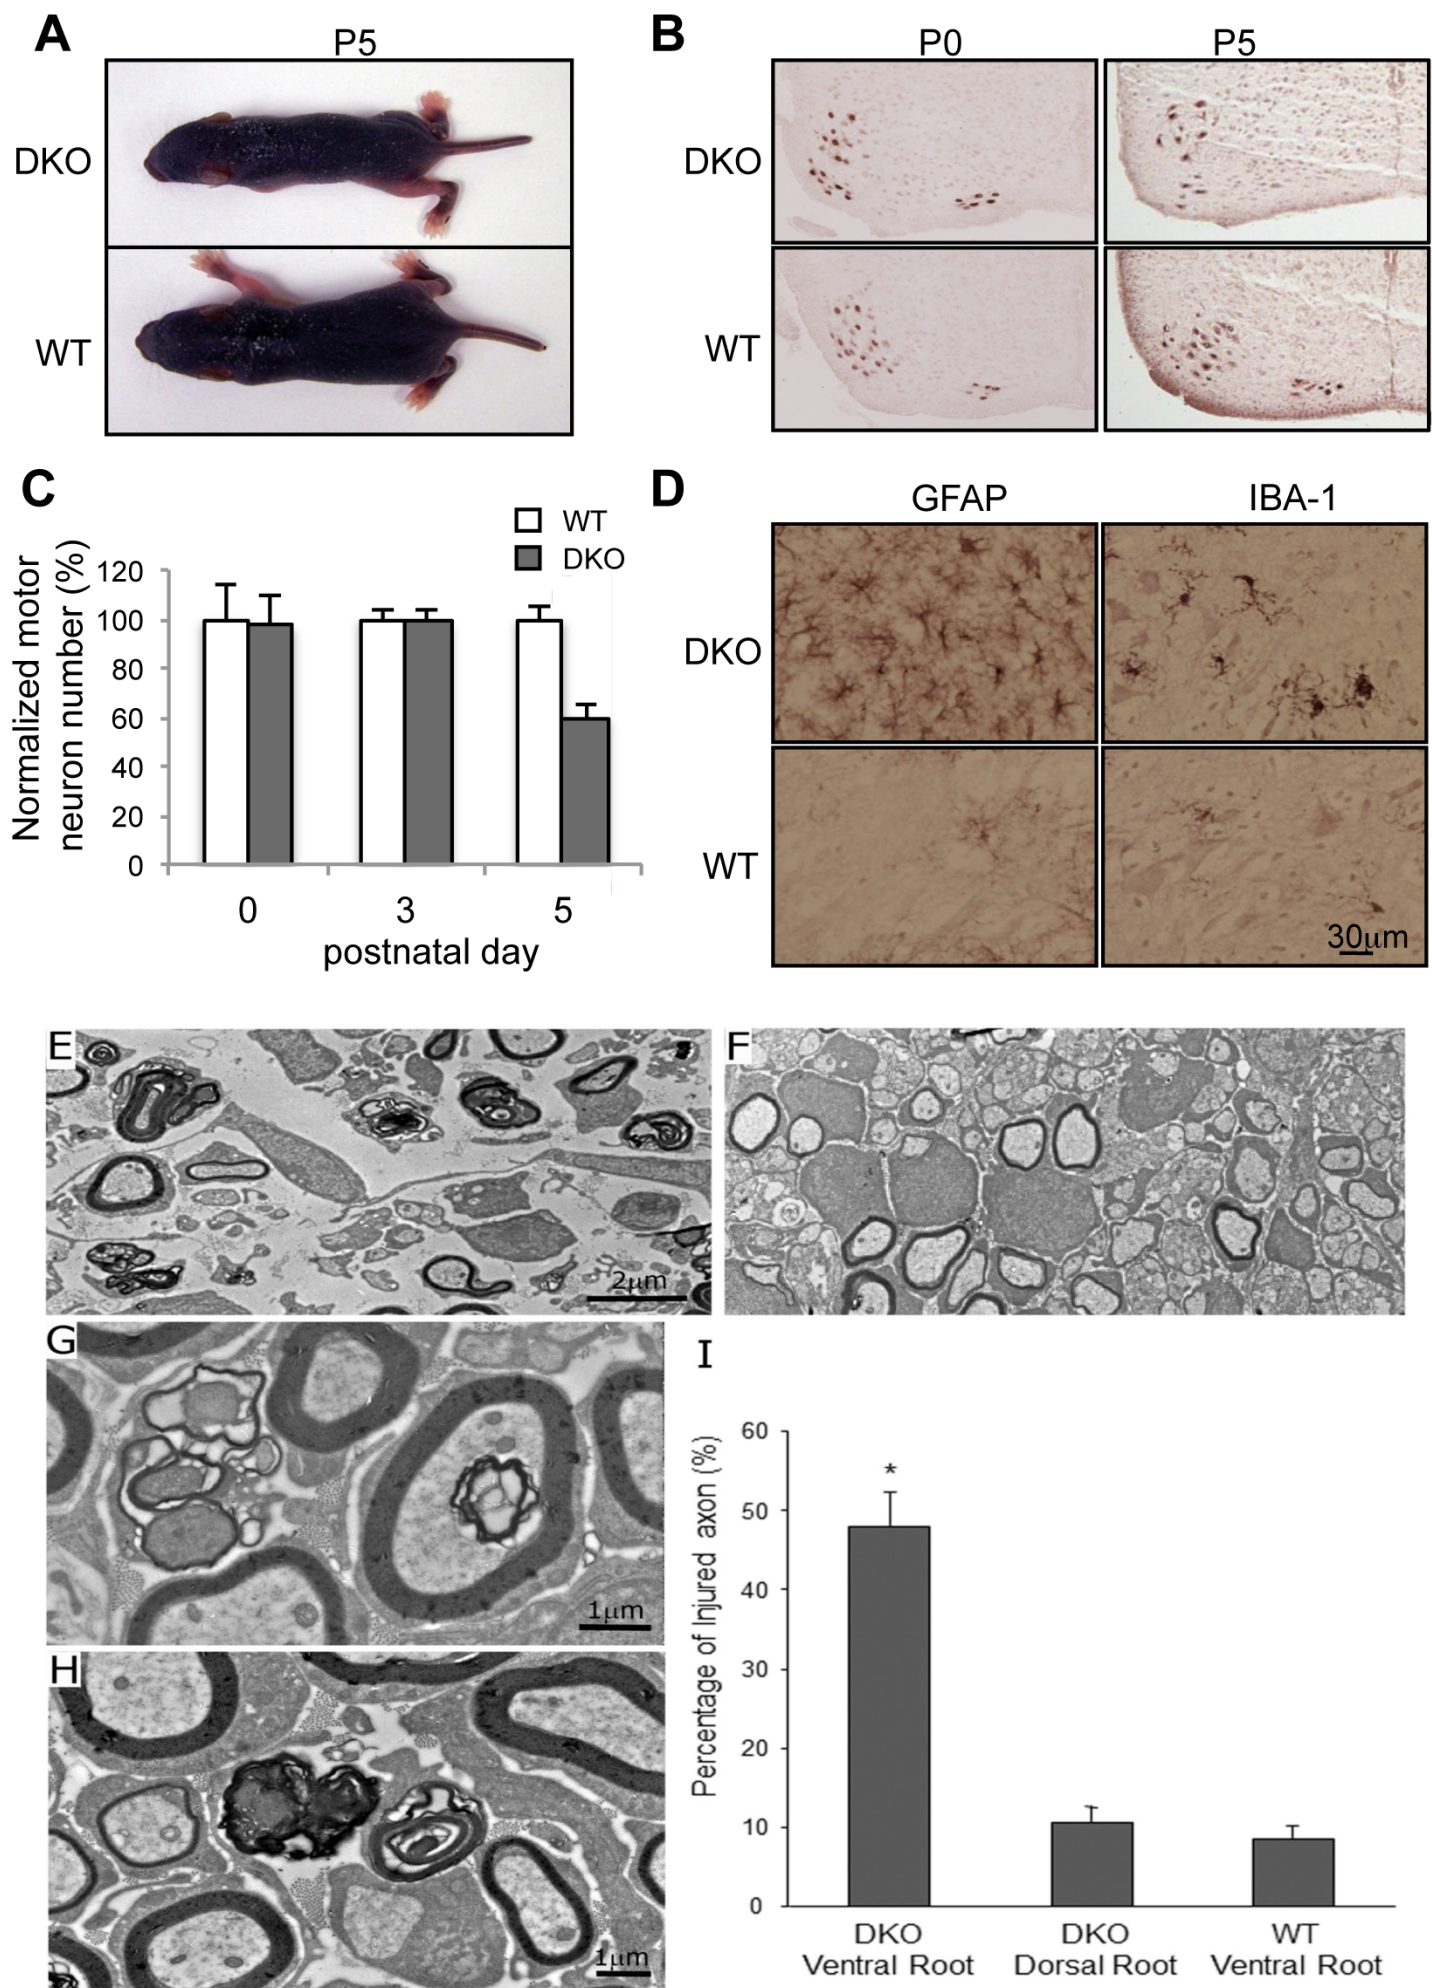 A
P5
DKO
WT
B
P0 P5
DKO
WT
C
WT
DKO
Normalized motor
neuron number (%)
120
100
80
60
40
20
0
0 3 5
postnatal day
D
GFAP IBA-1
DKO
WT
30μm
E
2μm
F
G
1μm
H
1μm
I
Percentage of Injured axon (%)
60
50
40
30
20
10
0
*
DKO
Ventral Root
DKO
Dorsal Root
WT
Ventral Root